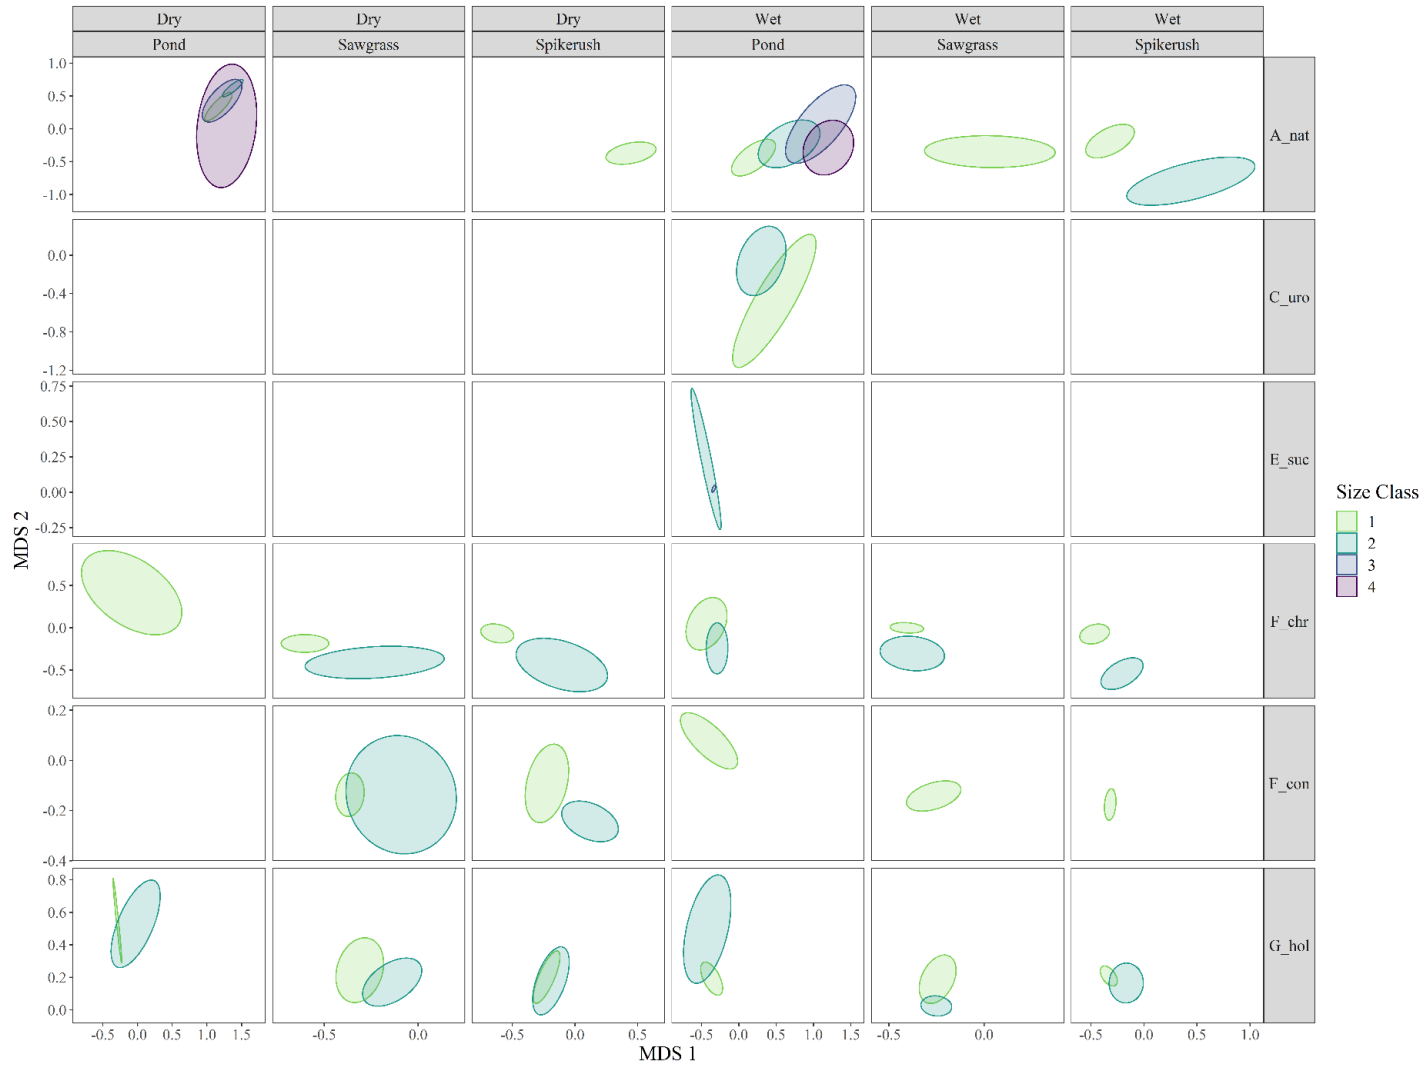 Dry Dry Dry Wet Wet Wet
Pond Sawgrass Spikerush Pond Sawgrass Spikerush
1.0
0.5
0.0
-0.5
-1.0
A_nat
0.0
-0.4
-0.8
-1.2
C_uro
0.75
0.50
0.25
0.00
-0.25
E_suc
MDS 2
Size Class
1
2
3
4
0.5
0.0
-0.5
F_chr
0.2
0.0
-0.2
-0.4
F_con
0.8
0.6
0.4
0.2
0.0
G_hol
-0.5 0.0 0.5 1.0 1.5 -0.5 0.0 -0.5 0.0 0.5 -0.5 0.0 0.5 1.0 1.5 -0.5 0.0 -0.5 0.0 0.5 1.0
MDS 1